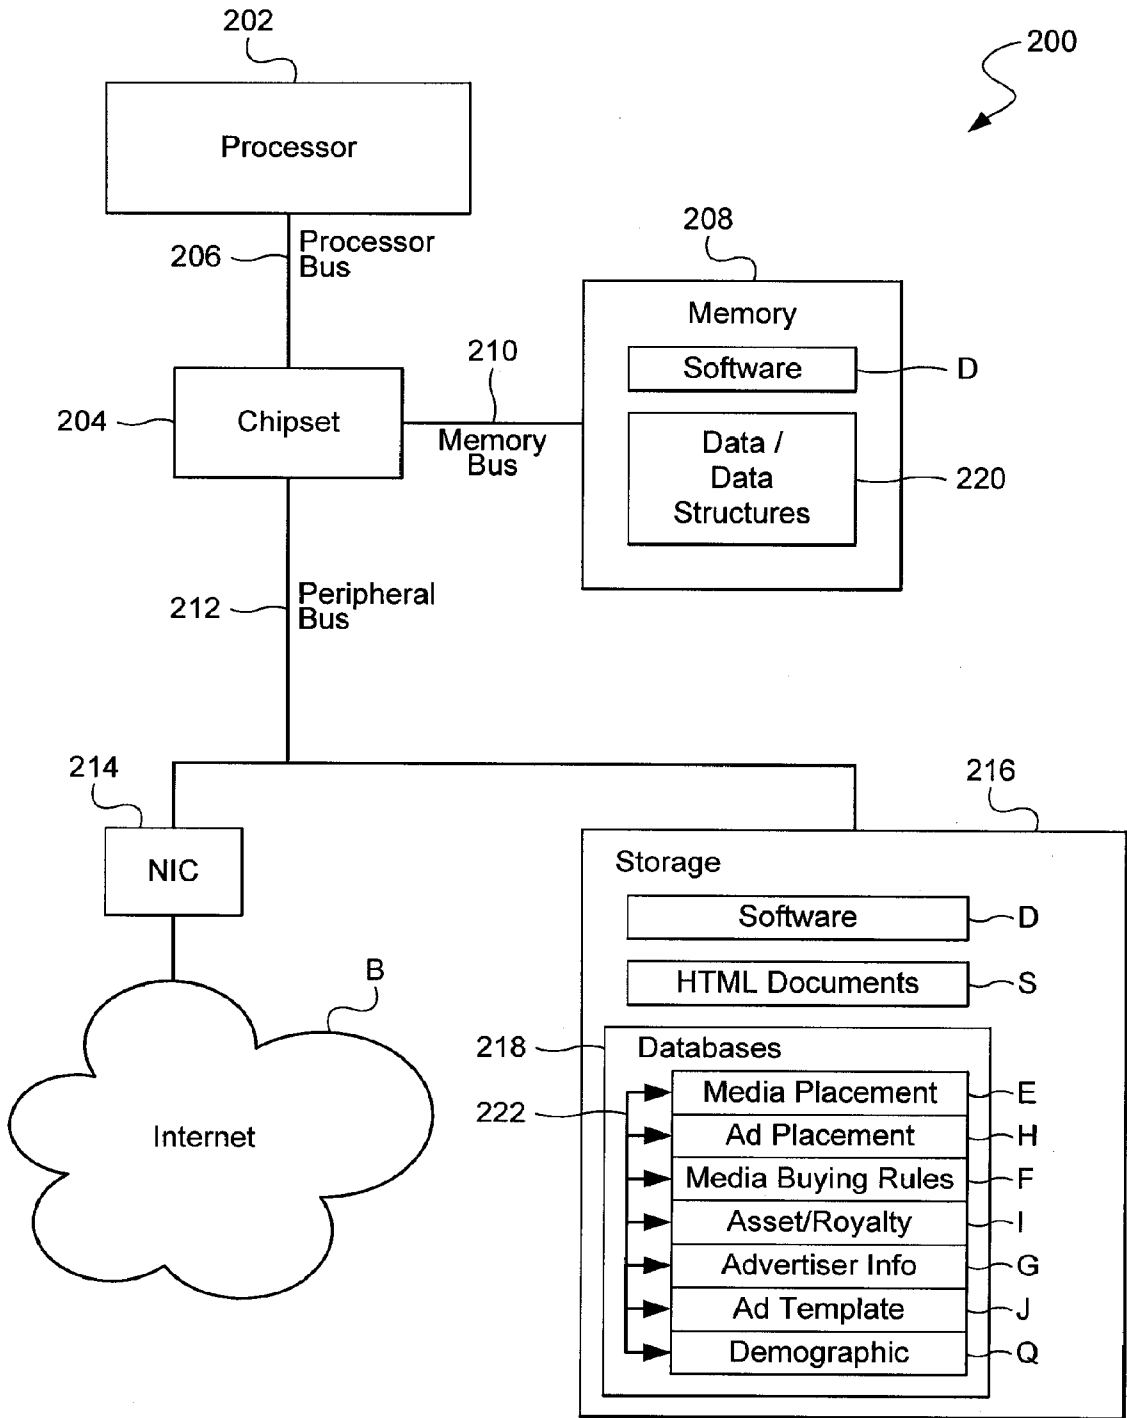 202
200
Processor
206
Processor
Bus
208
Memory
Software
D
210
204
Chipset
Memory
Bus
Data /
Data
Structures
220
212
Peripheral
Bus
214
216
NIC
Storage
Software
D
HTML Documents
S
B
218
Databases
222
Media Placement
E
Internet
Ad Placement
H
Media Buying Rules
F
Asset/Royalty
I
Advertiser Info
G
Ad Template
J
Demographic
Q